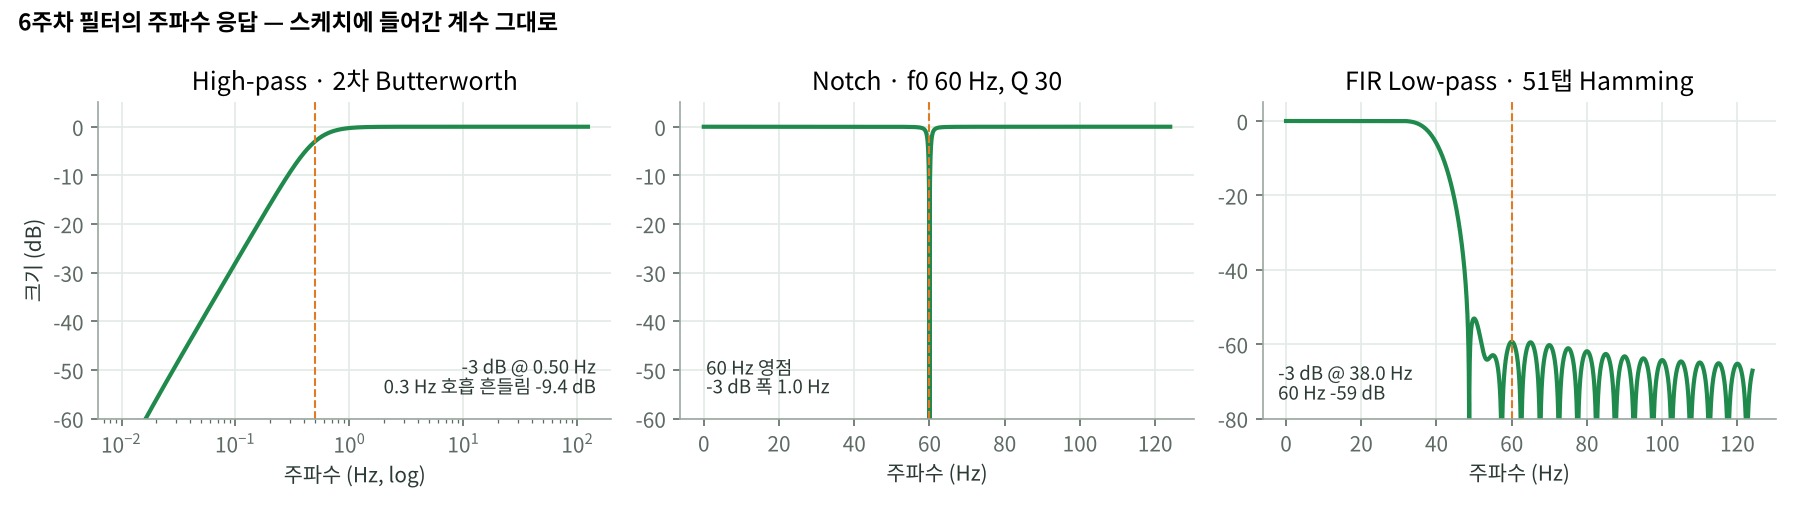 6주차 필터의 주파수 응답 — 스케치에 들어간 계수 그대로
High-pass · 2차 Butterworth
크기 (dB)
0
-10
-20
-30
-40
-50
-60
-3 dB @ 0.50 Hz
0.3 Hz 호흡 흔들림 -9.4 dB
10⁻² 10⁻¹ 10⁰ 10¹ 10²
주파수 (Hz, log)
Notch · f0 60 Hz, Q 30
0
-10
-20
-30
-40
-50
-60
60 Hz 영점
-3 dB 폭 1.0 Hz
0 20 40 60 80 100 120
주파수 (Hz)
FIR Low-pass · 51탭 Hamming
0
-20
-40
-60
-80
-3 dB @ 38.0 Hz
60 Hz -59 dB
0 20 40 60 80 100 120
주파수 (Hz)